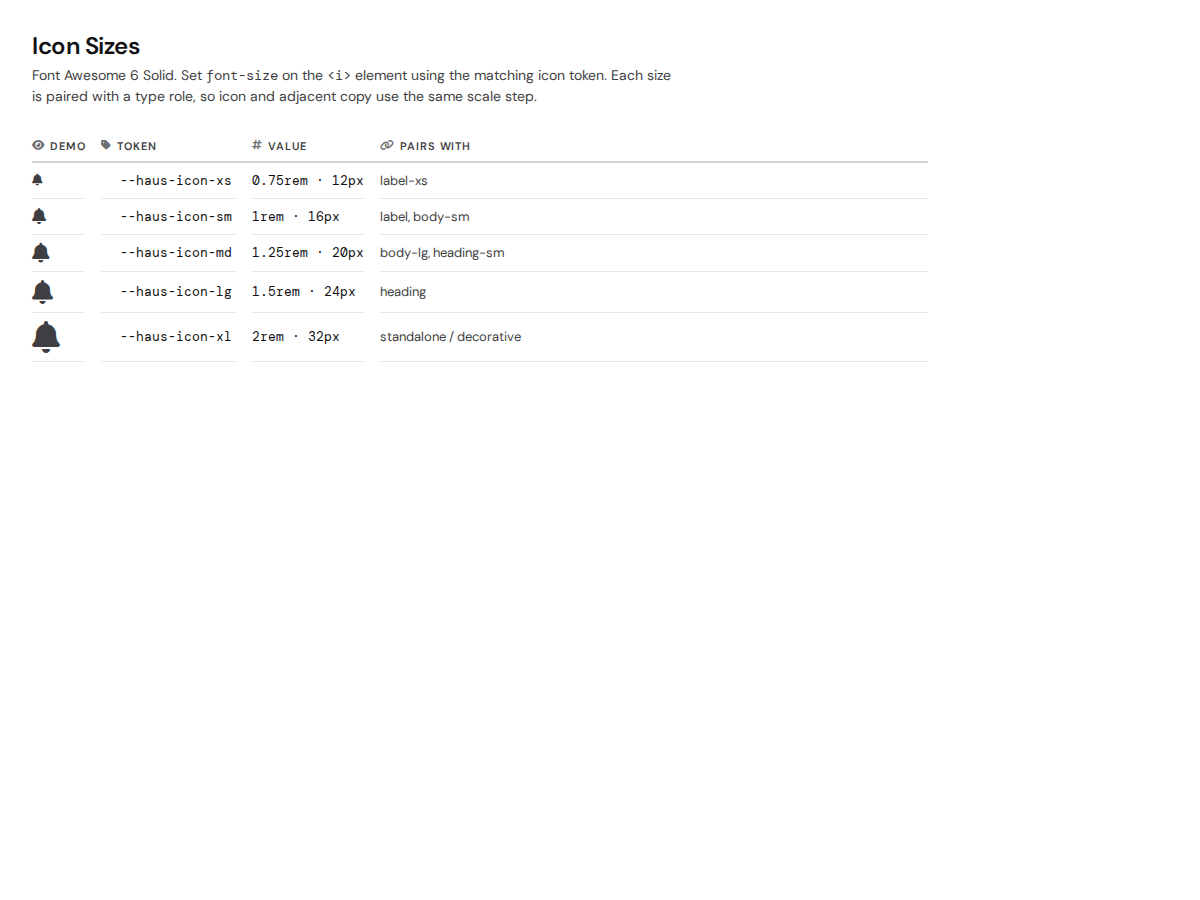 Icon Sizes
Font Awesome 6 Solid. Set font-size on the <i> element using the matching icon token. Each size
is paired with a type role, so icon and adjacent copy use the same scale step.
DEMO TOKEN # VALUE PAIRS WITH
--haus-icon-xs 0.75rem · 12px label-xs
--haus-icon-sm 1rem · 16px label, body-sm
--haus-icon-md 1.25rem · 20px body-lg, heading-sm
--haus-icon-lg 1.5rem · 24px heading
--haus-icon-xl 2rem · 32px standalone / decorative